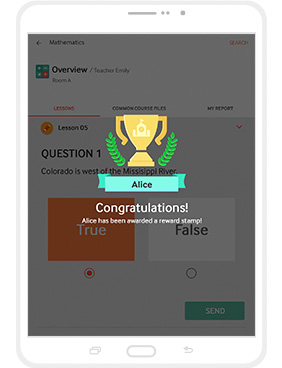 Mathematics
SEARCH
Overview / Teacher Emily
Room A
LESSONS
COMMON COURSE FILES
MY REPORT
Lesson 05
QUESTION 1
Colorado is west of the Missisippi River.
Alice
Congratulations!
Alice has been awarded a reward stamp!
True
False
SEND